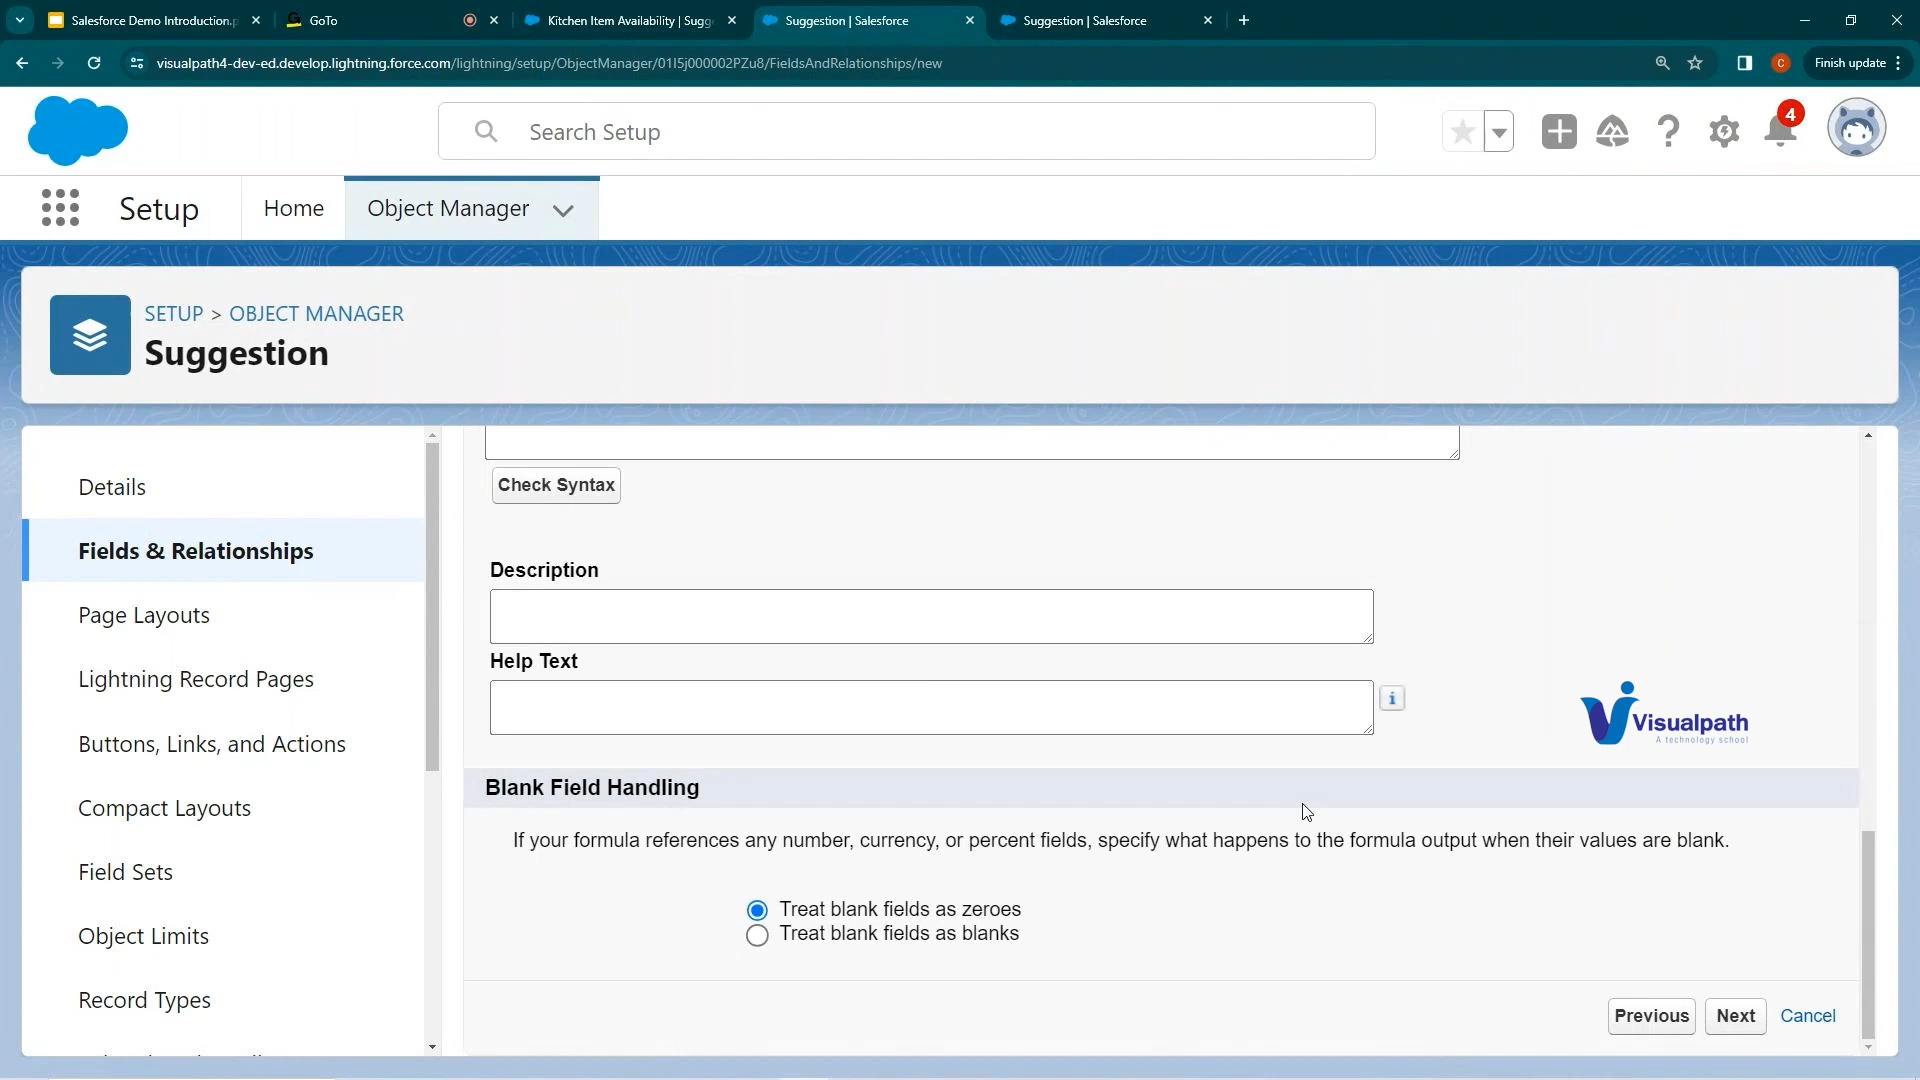 Salesforce Demo Introduction.p
GoTo
Kitchen Item Availability | Sugg
Suggestion | Salesforce
Suggestion | Salesforce
visualpath4-dev-ed.develop.lightning.force.com/lightning/setup/ObjectManager/01I5j000002PZu8/FieldsAndRelationships/new
C
Finish update
Search Setup
4
Setup
Home
Object Manager
SETUP > OBJECT MANAGER
Suggestion
Details
Fields & Relationships
Page Layouts
Lightning Record Pages
Buttons, Links, and Actions
Compact Layouts
Field Sets
Object Limits
Record Types
Check Syntax
Description
Help Text
i
Visualpath
A technology school
Blank Field Handling
If your formula references any number, currency, or percent fields, specify what happens to the formula output when their values are blank.
Treat blank fields as zeroes
Treat blank fields as blanks
Previous
Next
Cancel